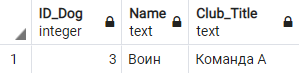 ID_Dog Name Club_Title
integer text text
1 3 Воин Команда А